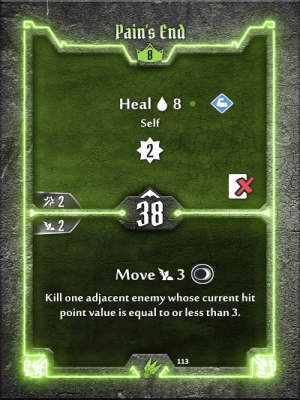 Pain's End
8
Heal 8
Self
2
2
2
38
Move 3
Kill one adjacent enemy whose current hit
point value is equal to or less than 3.
113